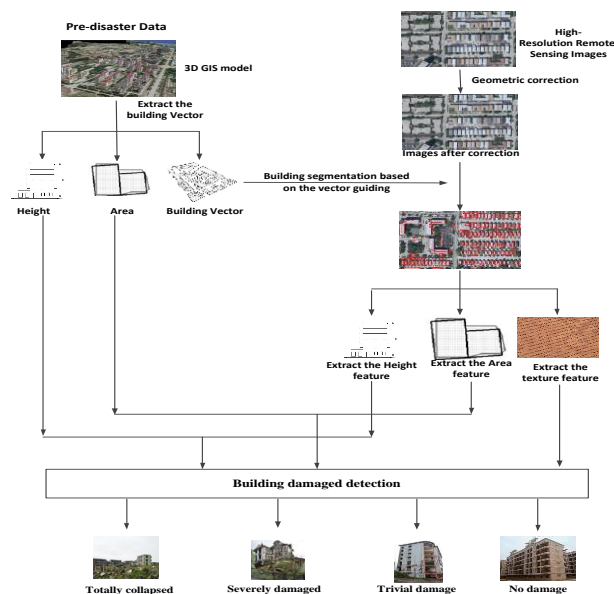 Pre-disaster Data
3D GIS model
Extract the
building Vector
Height
Area
Building Vector
High-
Resolution Remote
Sensing Images
Geometric correction
Images after correction
Building segmentation based
on the vector guiding
Extract the Height
feature
Extract the Area
feature
Extract the
texture feature
Building damaged detection
Totally collapsed
Severely damaged
Trivial damage
No damage